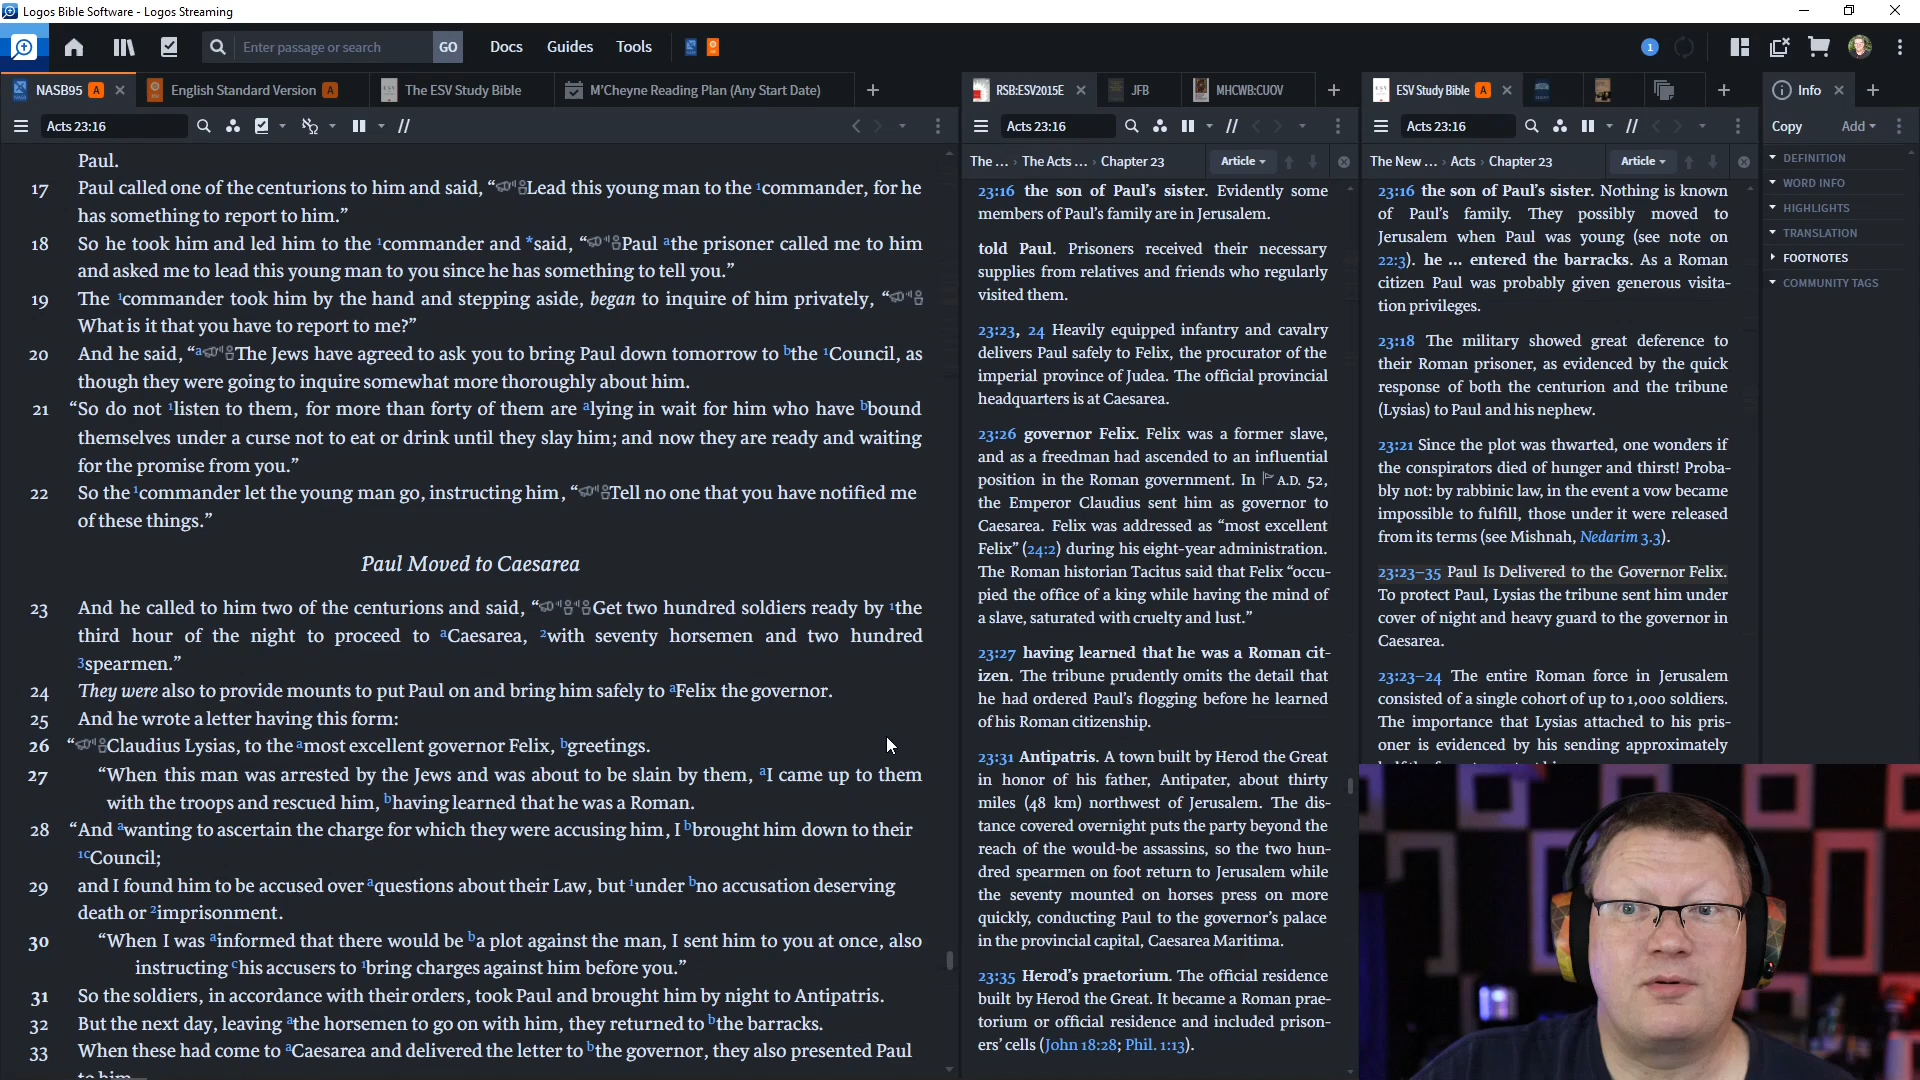 Logos Bible Software - Logos Streaming
Enter passage or search
GO
Docs
Guides
Tools
1
NASB95 A
English Standard Version A
The ESV Study Bible
M'Cheyne Reading Plan (Any Start Date)
RSB:ESV2015E
JFB
MHCWB:CUOV
ESV Study Bible A
Info
Acts 23:16
Acts 23:16
Acts 23:16
Copy
Add
The ... › The Acts ... › Chapter 23
Article
The New ... › Acts › Chapter 23
Article
Paul.
17 Paul called one of the centurions to him and said, “Lead this young man to the 1commander, for he
has something to report to him.”
18 So he took him and led him to the 1commander and *said, “Paul athe prisoner called me to him
and asked me to lead this young man to you since he has something to tell you.”
19 The 1commander took him by the hand and stepping aside, began to inquire of him privately, “
What is it that you have to report to me?”
20 And he said, “aThe Jews have agreed to ask you to bring Paul down tomorrow to bthe 1Council, as
though they were going to inquire somewhat more thoroughly about him.
21 “So do not 1listen to them, for more than forty of them are alying in wait for him who have bbound
themselves under a curse not to eat or drink until they slay him; and now they are ready and waiting
for the promise from you.”
22 So the 1commander let the young man go, instructing him, “Tell no one that you have notified me
of these things.”
Paul Moved to Caesarea
23 And he called to him two of the centurions and said, “Get two hundred soldiers ready by 1the
third hour of the night to proceed to aCaesarea, 2with seventy horsemen and two hundred
3spearmen.”
24 They were also to provide mounts to put Paul on and bring him safely to aFelix the governor.
25 And he wrote a letter having this form:
26 “Claudius Lysias, to the amost excellent governor Felix, bgreetings.
27 “When this man was arrested by the Jews and was about to be slain by them, aI came up to them
with the troops and rescued him, bhaving learned that he was a Roman.
28 “And awanting to ascertain the charge for which they were accusing him, I bbrought him down to their
1cCouncil;
29 and I found him to be accused over aquestions about their Law, but 1under bno accusation deserving
death or 2imprisonment.
30 “When I was ainformed that there would be ba plot against the man, I sent him to you at once, also
instructing chis accusers to 1bring charges against him before you.”
31 So the soldiers, in accordance with their orders, took Paul and brought him by night to Antipatris.
32 But the next day, leaving athe horsemen to go on with him, they returned to bthe barracks.
33 When these had come to aCaesarea and delivered the letter to bthe governor, they also presented Paul
to him.
23:16 the son of Paul’s sister. Evidently some
members of Paul’s family are in Jerusalem.
told Paul. Prisoners received their necessary
supplies from relatives and friends who regularly
visited them.
23:23, 24 Heavily equipped infantry and cavalry
delivers Paul safely to Felix, the procurator of the
imperial province of Judea. The official provincial
headquarters is at Caesarea.
23:26 governor Felix. Felix was a former slave,
and as a freedman had ascended to an influential
position in the Roman government. In A.D. 52,
the Emperor Claudius sent him as governor to
Caesarea. Felix was addressed as “most excellent
Felix” (24:2) during his eight-year administration.
The Roman historian Tacitus said that Felix “occu-
pied the office of a king while having the mind of
a slave, saturated with cruelty and lust.”
23:27 having learned that he was a Roman cit-
izen. The tribune prudently omits the detail that
he had ordered Paul’s flogging before he learned
of his Roman citizenship.
23:31 Antipatris. A town built by Herod the Great
in honor of his father, Antipater, about thirty
miles (48 km) northwest of Jerusalem. The dis-
tance covered overnight puts the party beyond the
reach of the would-be assassins, so the two hun-
dred spearmen on foot return to Jerusalem while
the seventy mounted on horses press on more
quickly, conducting Paul to the governor’s palace
in the provincial capital, Caesarea Maritima.
23:35 Herod’s praetorium. The official residence
built by Herod the Great. It became a Roman prae-
torium or official residence and included prison-
ers’ cells (John 18:28; Phil. 1:13).
23:16 the son of Paul’s sister. Nothing is known
of Paul’s family. They possibly moved to
Jerusalem when Paul was young (see note on
22:3). he ... entered the barracks. As a Roman
citizen Paul was probably given generous visita-
tion privileges.
23:18 The military showed great deference to
their Roman prisoner, as evidenced by the quick
response of both the centurion and the tribune
(Lysias) to Paul and his nephew.
23:21 Since the plot was thwarted, one wonders if
the conspirators died of hunger and thirst! Proba-
bly not: by rabbinic law, in the event a vow became
impossible to fulfill, those under it were released
from its terms (see Mishnah, Nedarim 3.3).
23:23–35 Paul Is Delivered to the Governor Felix.
To protect Paul, Lysias the tribune sent him under
cover of night and heavy guard to the governor in
Caesarea.
23:23–24 The entire Roman force in Jerusalem
consisted of a single cohort of up to 1,000 soldiers.
The importance that Lysias attached to his pris-
oner is evidenced by his sending approximately
DEFINITION
WORD INFO
HIGHLIGHTS
TRANSLATION
FOOTNOTES
COMMUNITY TAGS